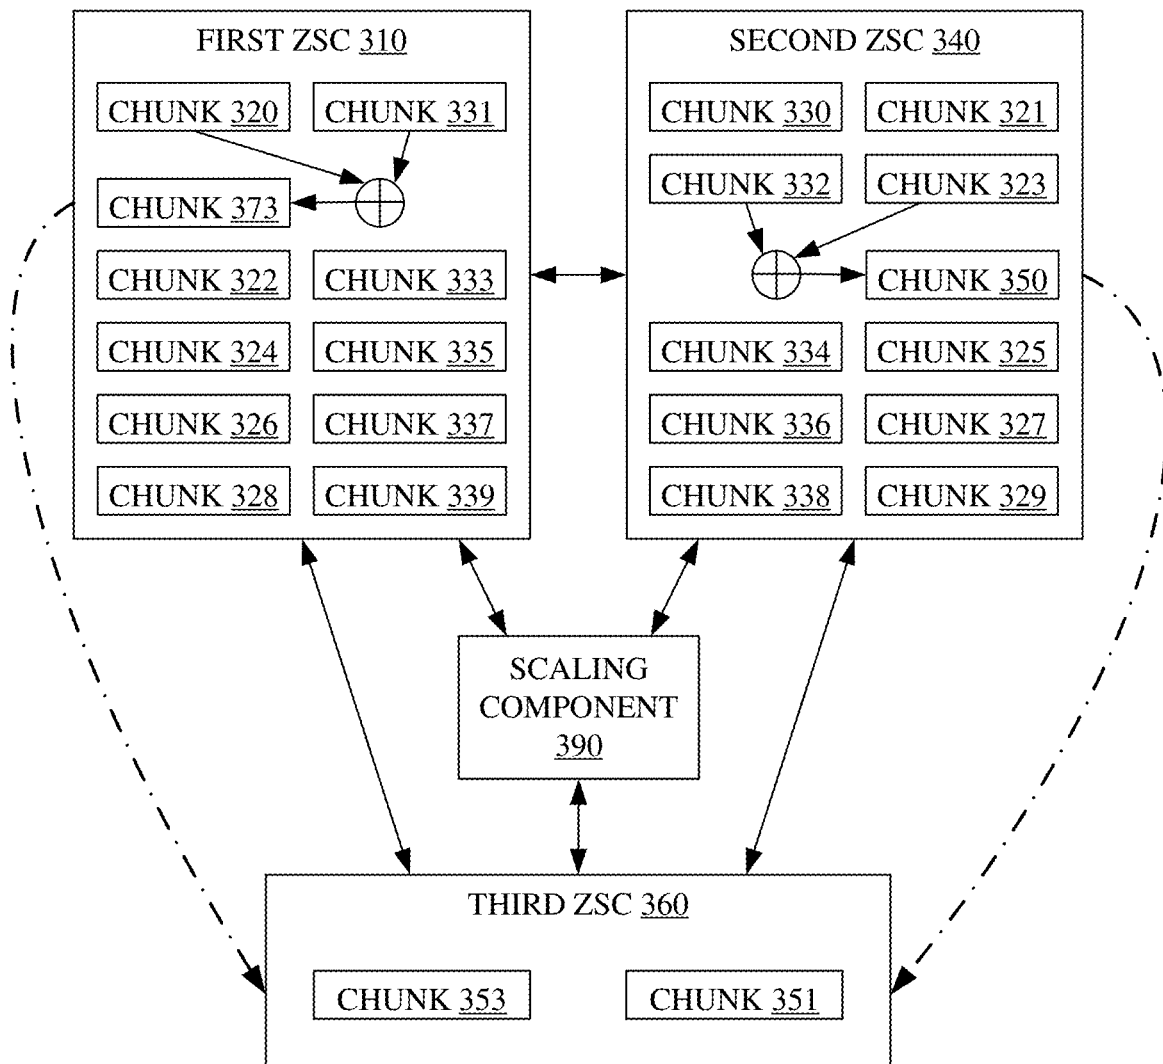 FIRST ZSC 310
CHUNK 320
CHUNK 331
CHUNK 373
CHUNK 322
CHUNK 333
CHUNK 324
CHUNK 335
CHUNK 326
CHUNK 337
CHUNK 328
CHUNK 339
SECOND ZSC 340
CHUNK 330
CHUNK 321
CHUNK 332
CHUNK 323
CHUNK 350
CHUNK 334
CHUNK 325
CHUNK 336
CHUNK 327
CHUNK 338
CHUNK 329
SCALING
COMPONENT
390
THIRD ZSC 360
CHUNK 353
CHUNK 351